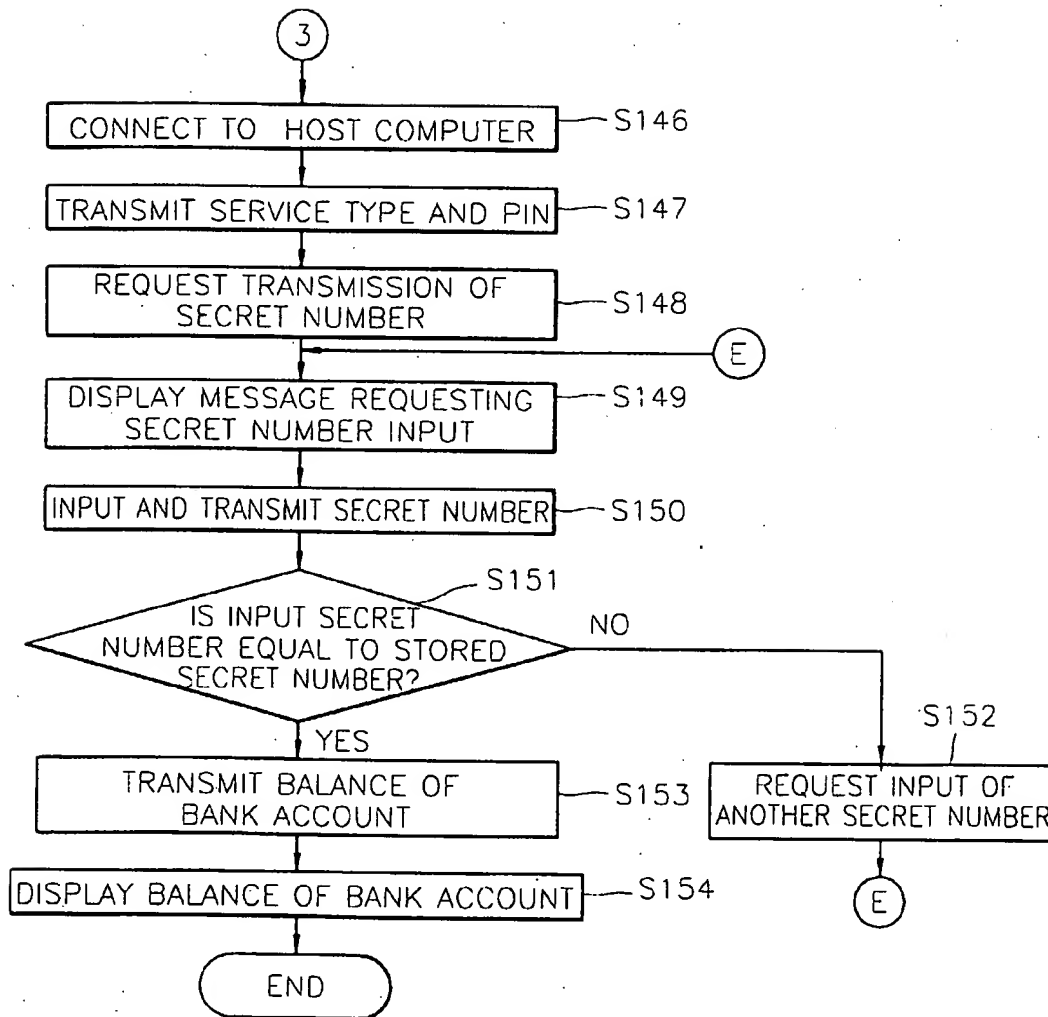 3
CONNECT TO HOST COMPUTER
S146
TRANSMIT SERVICE TYPE AND PIN
S147
REQUEST TRANSMISSION OF
SECRET NUMBER
S148
E
DISPLAY MESSAGE REQUESTING
SECRET NUMBER INPUT
S149
INPUT AND TRANSMIT SECRET NUMBER
S150
S151
IS INPUT SECRET
NUMBER EQUAL TO STORED
SECRET NUMBER?
NO
YES
S152
REQUEST INPUT OF
ANOTHER SECRET NUMBER
E
TRANSMIT BALANCE OF
BANK ACCOUNT
S153
DISPLAY BALANCE OF BANK ACCOUNT
S154
END